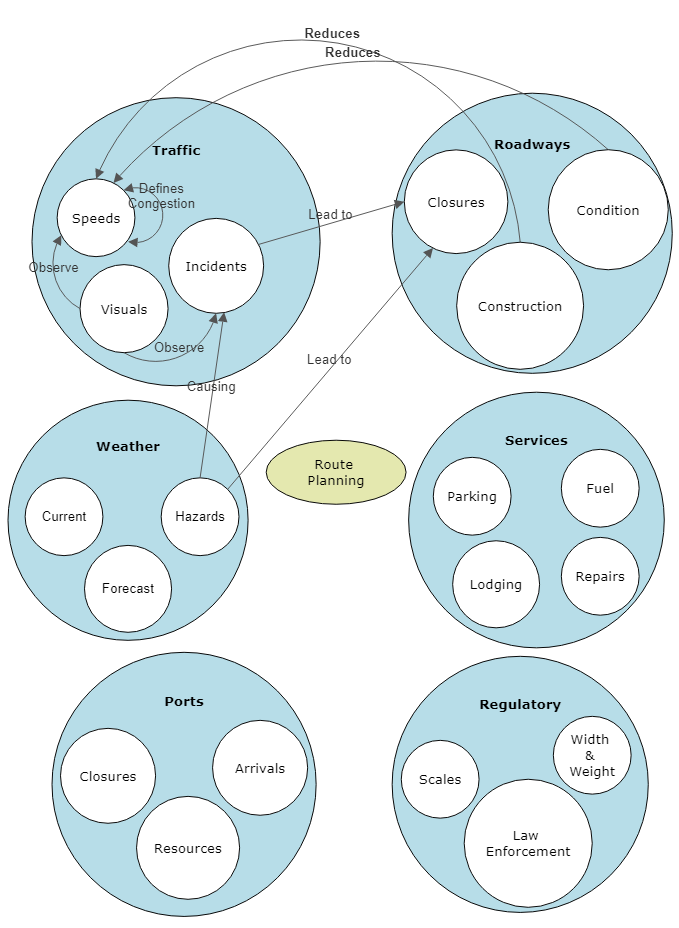 Reduces
Reduces
Traffic
Roadways
Defines
Congestion
Speeds
Closures
Condition
Lead to
Observe
Incidents
Visuals
Construction
Observe
Lead to
Causing
Weather
Services
Route
Planning
Current
Hazards
Parking
Fuel
Forecast
Lodging
Repairs
Ports
Regulatory
Closures
Arrivals
Scales
Width
&
Weight
Resources
Law
Enforcement